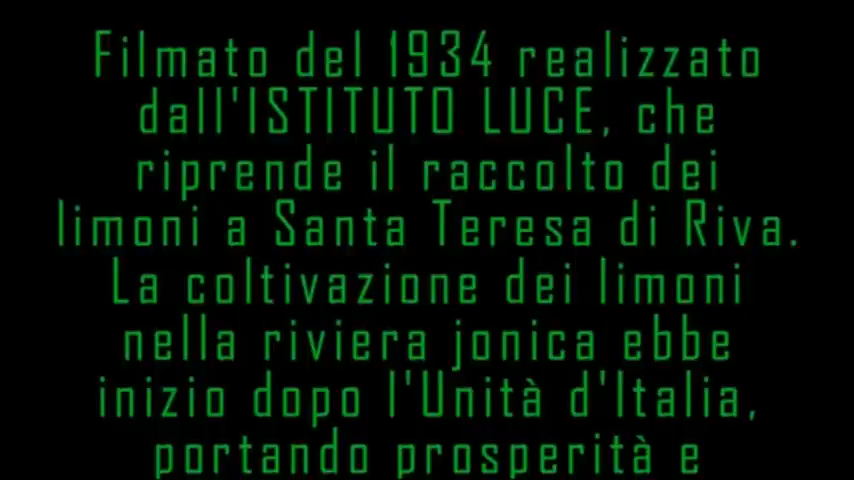 Filmato del 1934 realizzato
dall'ISTITUTO LUCE, che
riprende il raccolto dei
limoni a Santa Teresa di Riva.
La coltivazione dei limoni
nella riviera jonica ebbe
inizio dopo l'Unità d'Italia,
portando prosperità e